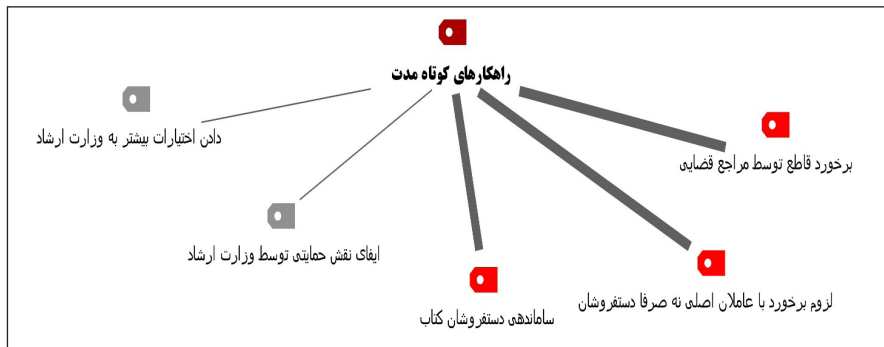 راهکارهای کوتاه مدت
برخورد قاطع توسط مراجع قضایی
دادن اختیارات بیشتر به وزارت ارشاد
ایفای نقش حمایتی توسط وزارت ارشاد
لزوم برخورد با عاملان اصلی نه صرفا دستفروشان
ساماندهی دستفروشان کتاب